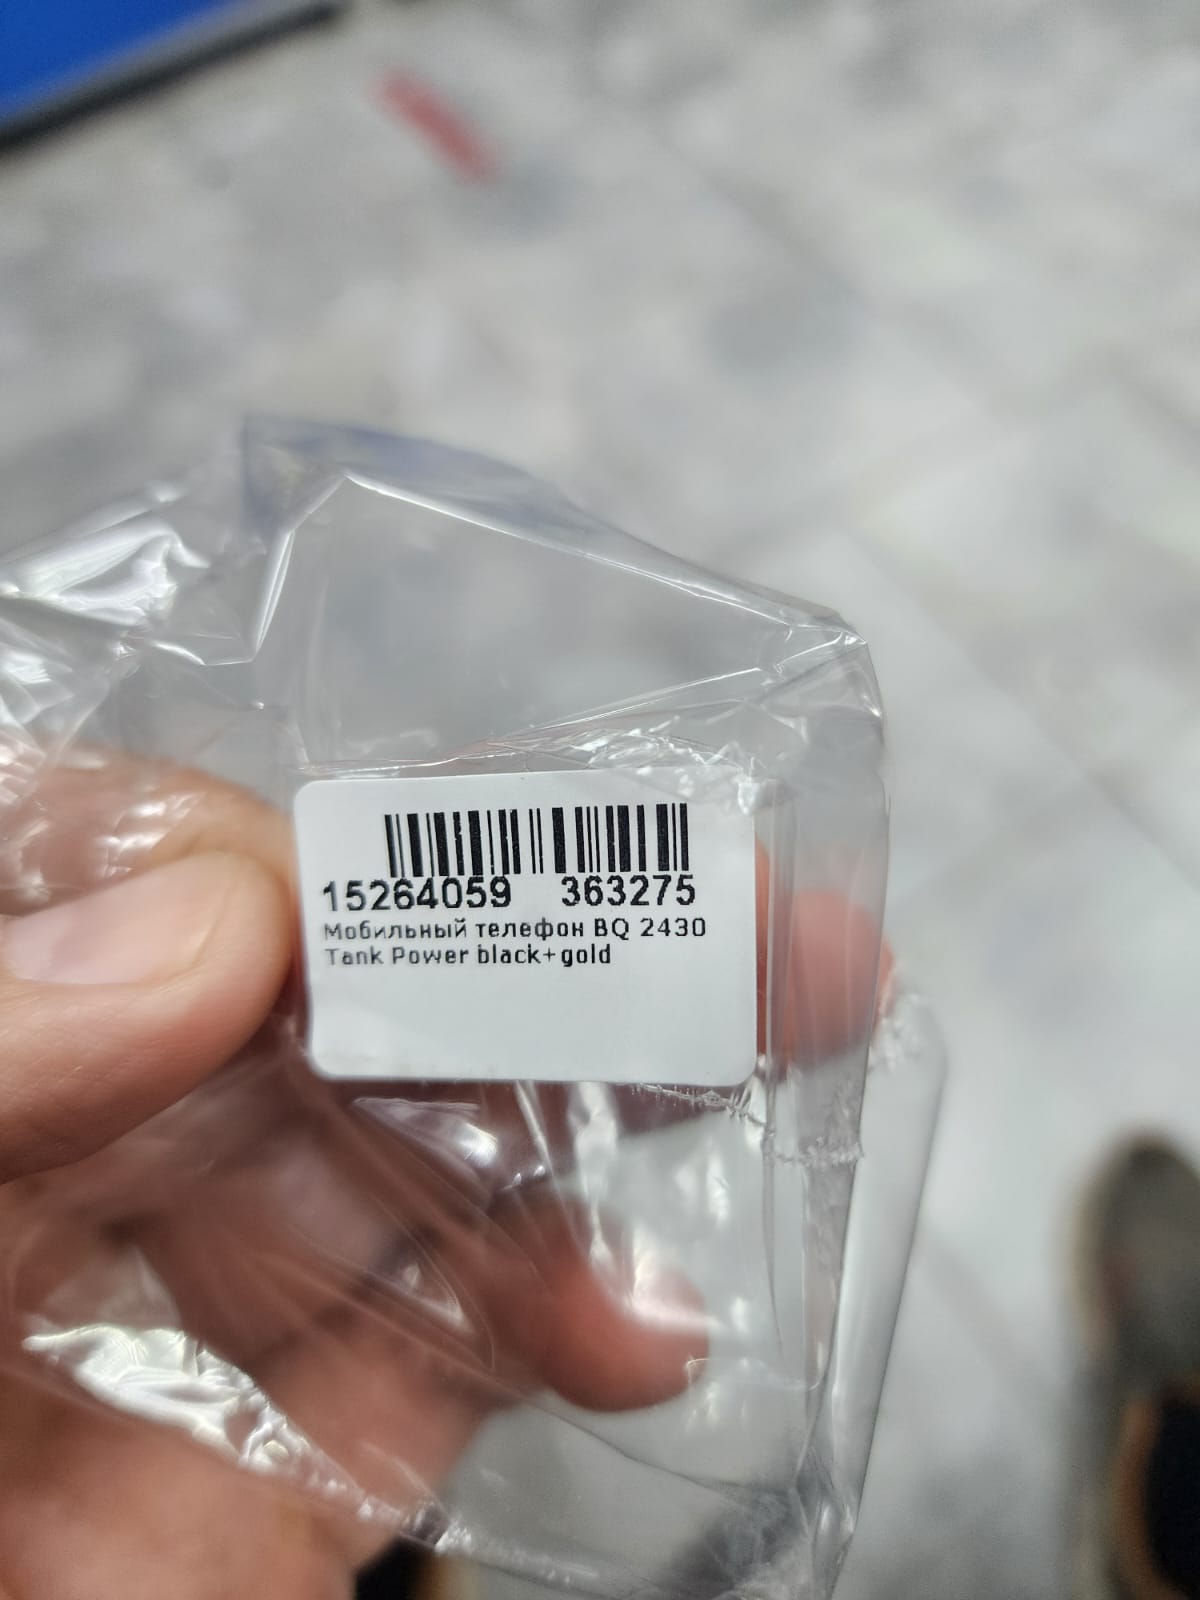 15264059 363275
Мобильный телефон BQ 2430
Tank Power black+gold